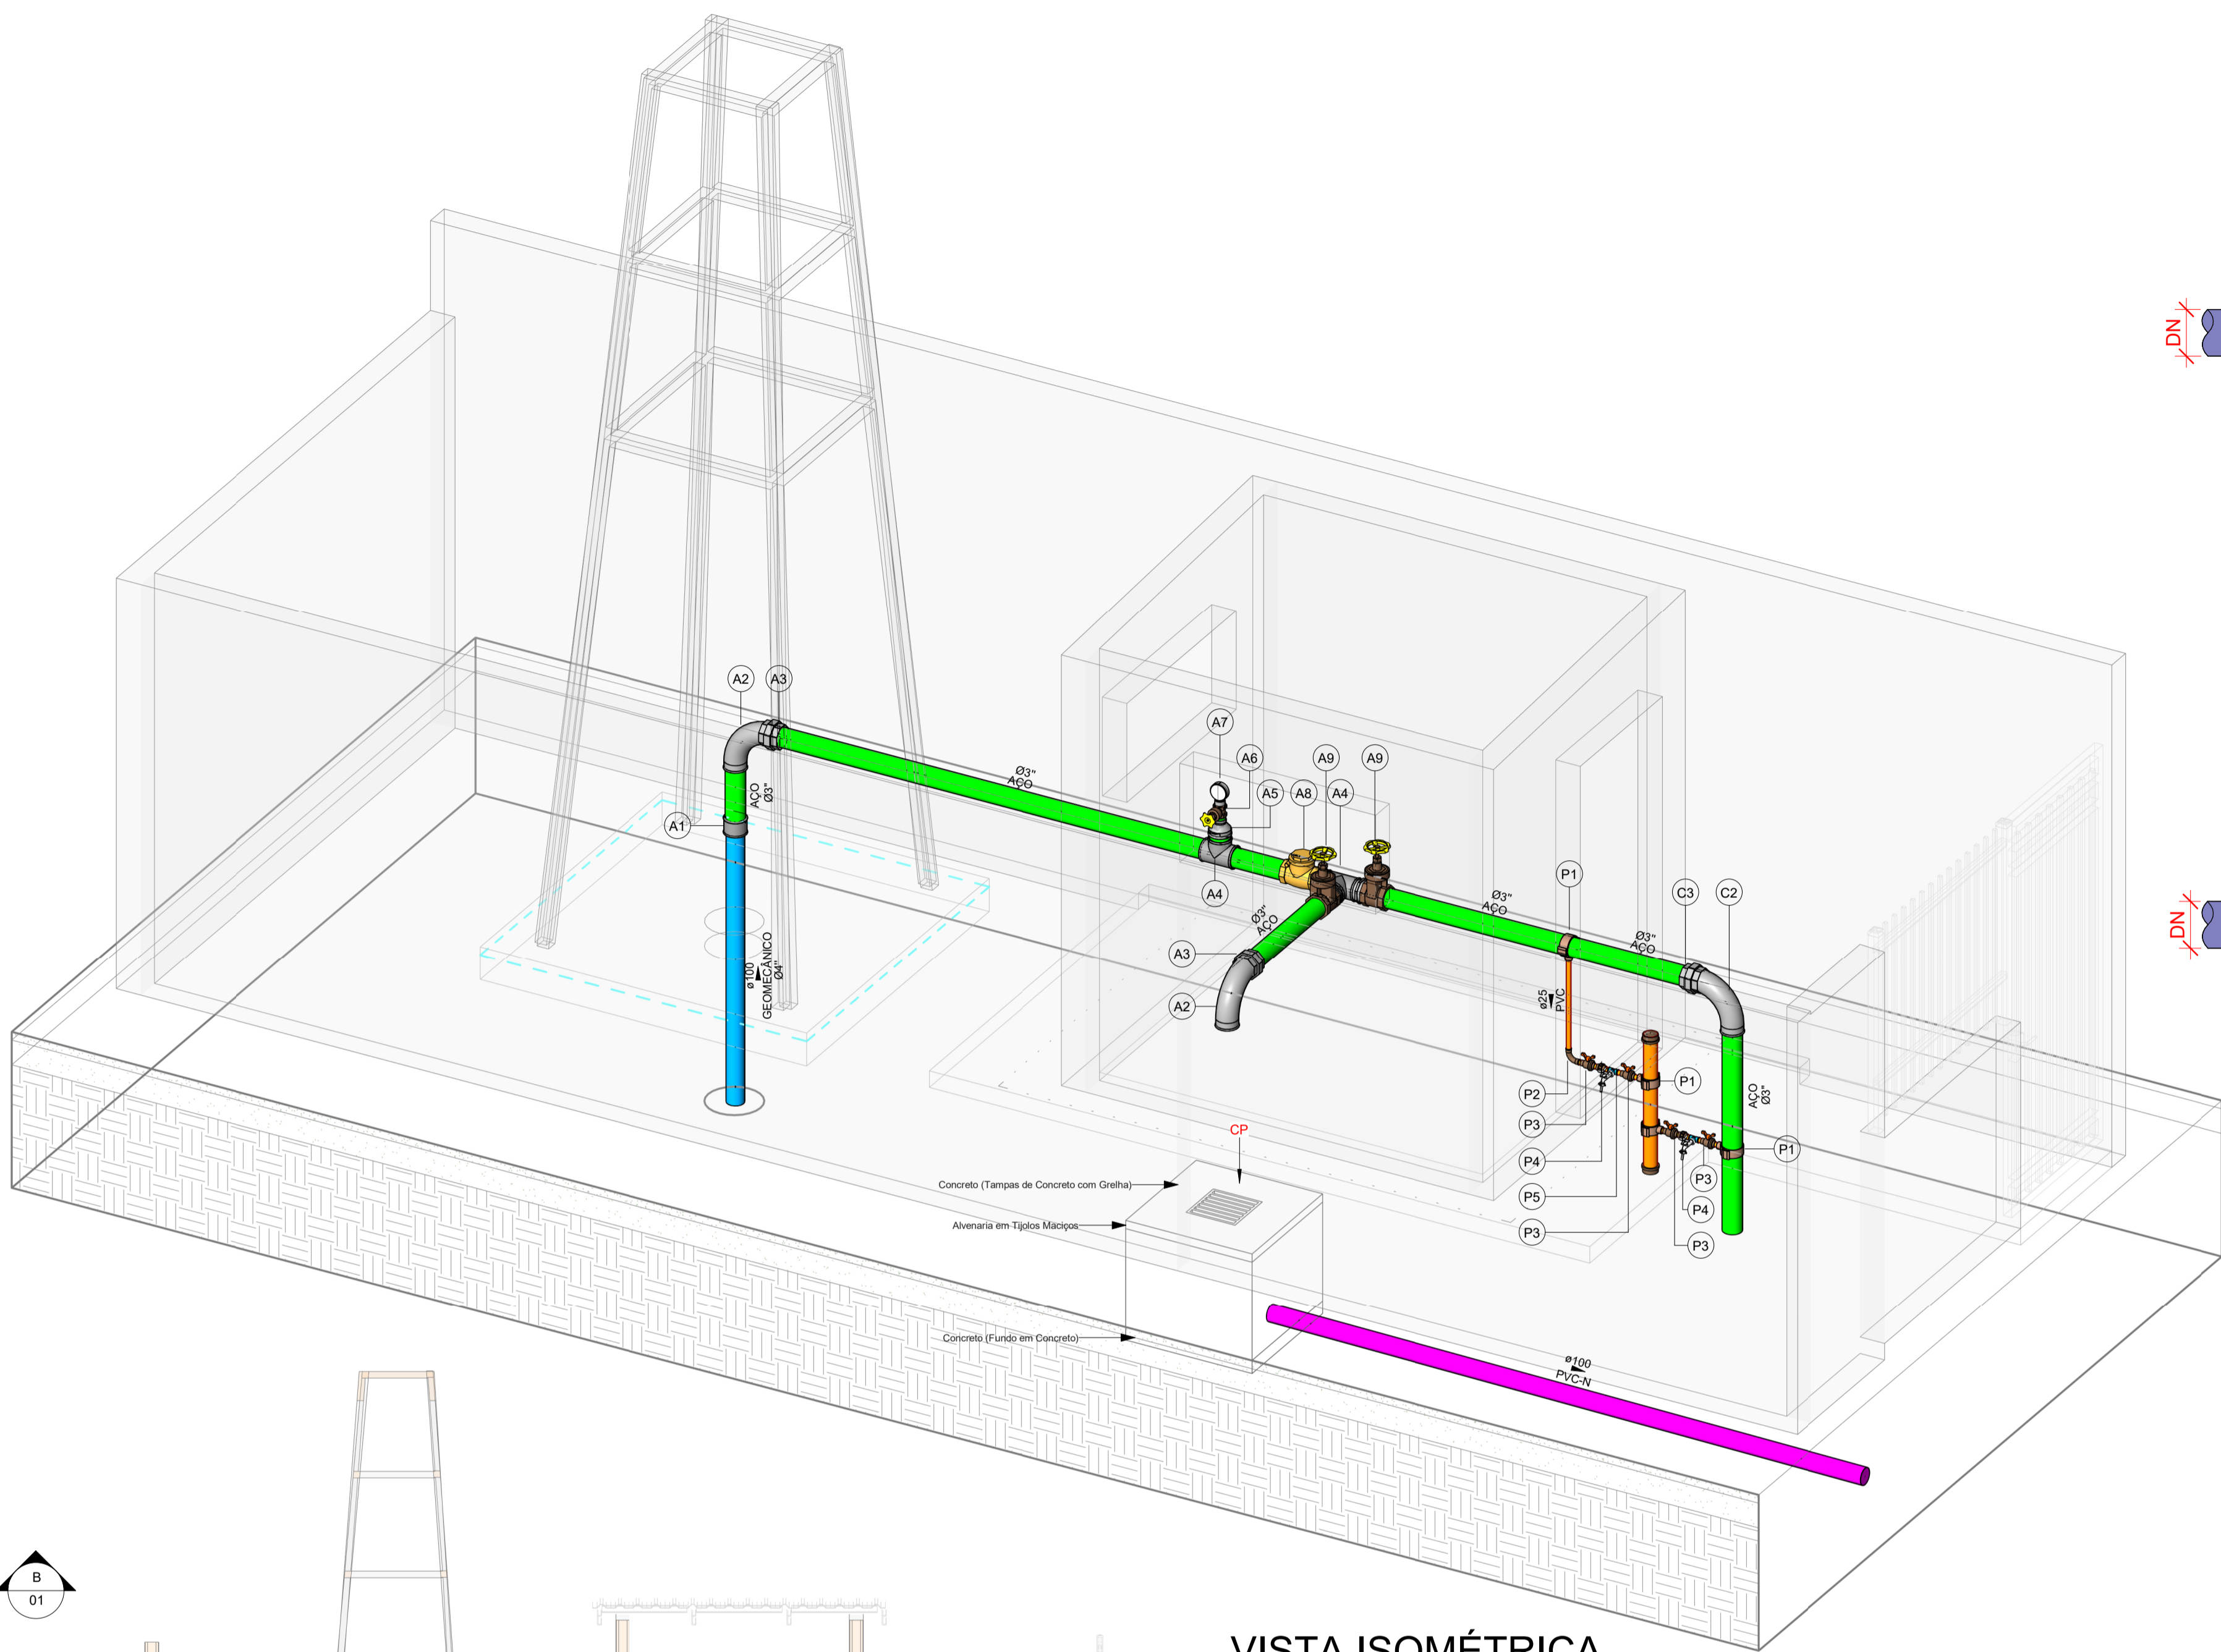 DN
A2
A3
A7
A6
A9
A9
Ø3"
AÇO
A5
A8
A4
AÇO
Ø3"
A1
P1
C3
C2
A4
Ø3"
AÇO
Ø3"
AÇO
Ø3"
AÇO
DN
A3
ø100
GEOMECÂNICO
Ø4"
A2
ø25
PVC
P1
P2
AÇO
Ø3"
P3
CP
P1
P4
P3
Concreto (Tampas de Concreto com Grelha)
P5
P4
Alvenaria em Tijolos Maciços
P3
P3
Concreto (Fundo em Concreto)
ø100
PVC-N
B
01
VISTA ISOMÉTRICA